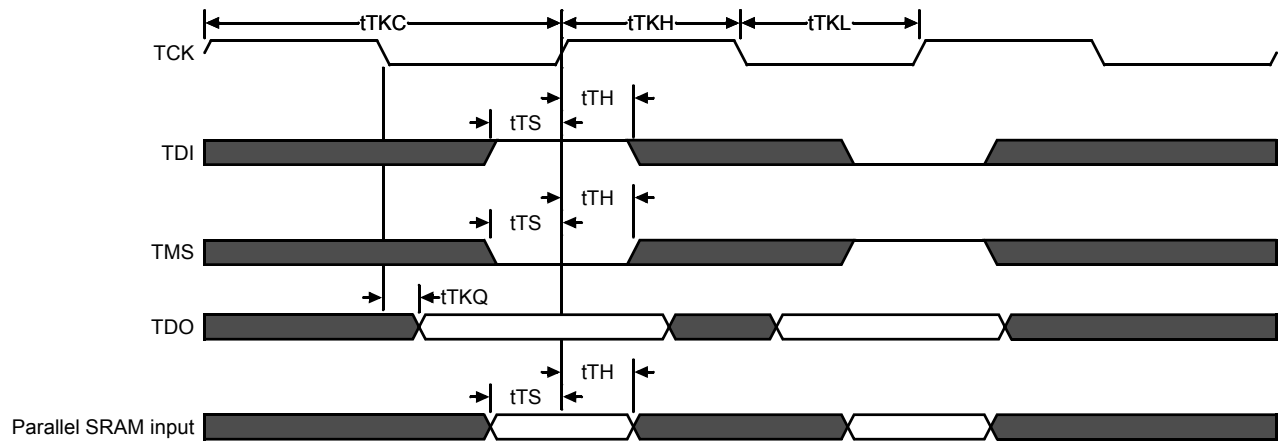 tTKC tTKH tTKL
TCK
tTH
tTS
TDI
tTH
tTS
TMS
tTKQ
TDO
tTH
tTS
Parallel SRAM input